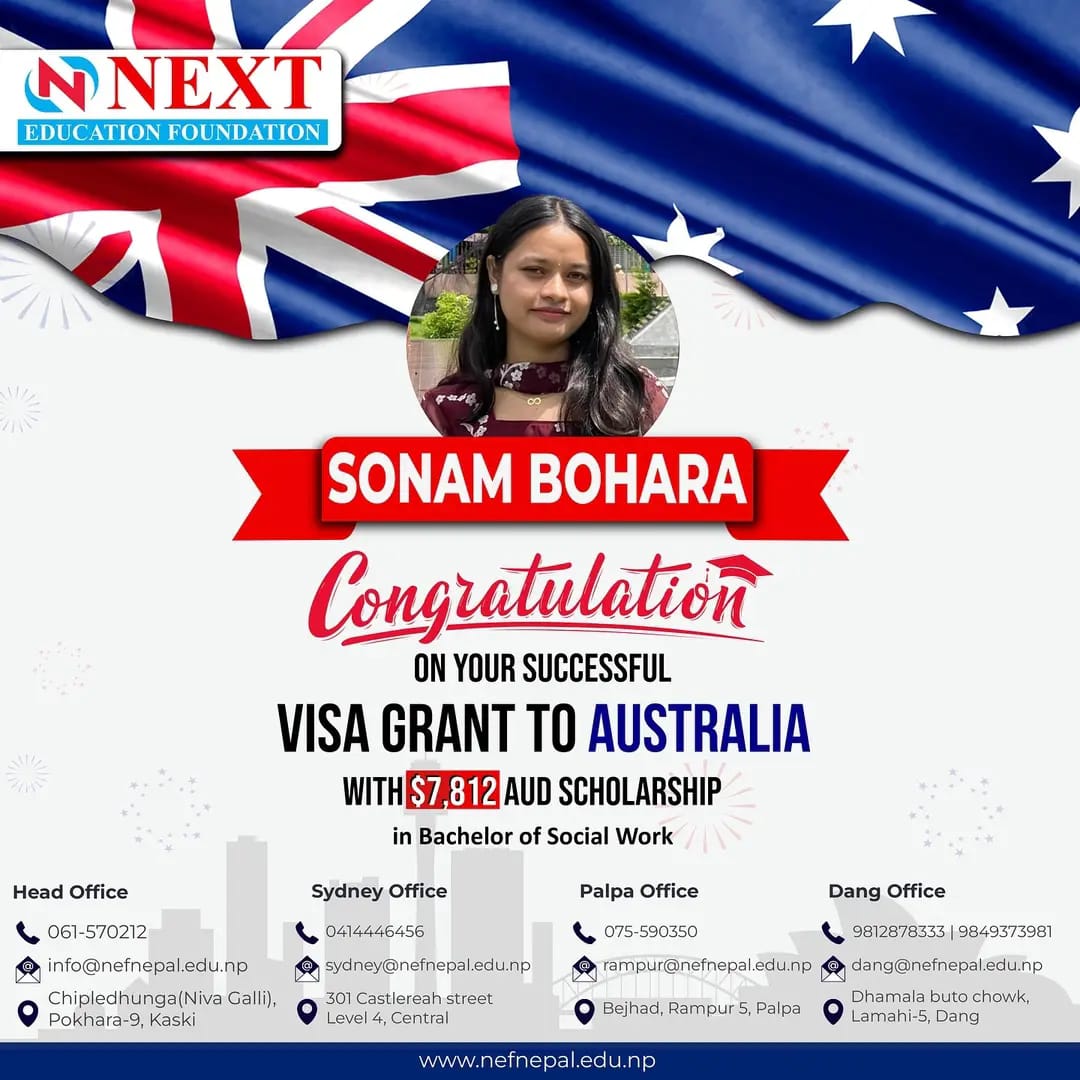 NEXT
EDUCATION FOUNDATION
SONAM BOHARA
Congratulation
ON YOUR SUCCESSFUL
VISA GRANT TO AUSTRALIA
WITH $7,812 AUD SCHOLARSHIP
in Bachelor of Social Work
Head Office
061-570212
info@nefnepal.edu.np
Chipledhunga(Niva Galli),
Pokhara-9, Kaski
Sydney Office
0414446456
sydney@nefnepal.edu.np
301 Castlereah street
Level 4, Central
Palpa Office
075-590350
rampur@nefnepal.edu.np
Bejhad, Rampur 5, Palpa
Dang Office
9812878333 | 9849373981
dang@nefnepal.edu.np
Dhamala buto chowk,
Lamahi-5, Dang
www.nefnepal.edu.np